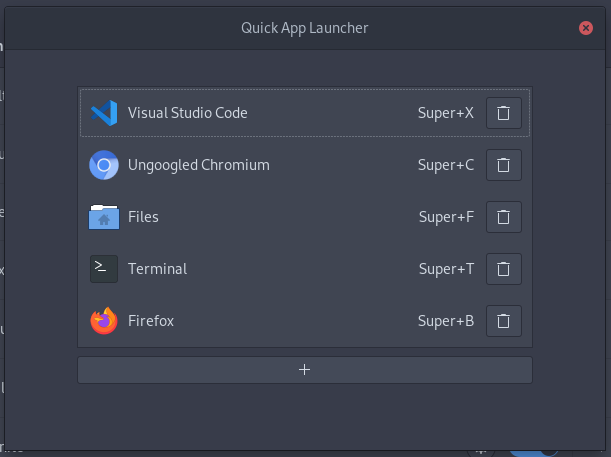 Quick App Launcher
Visual Studio Code Super+X
Ungoogled Chromium Super+C
Files Super+F
Terminal Super+T
Firefox Super+B